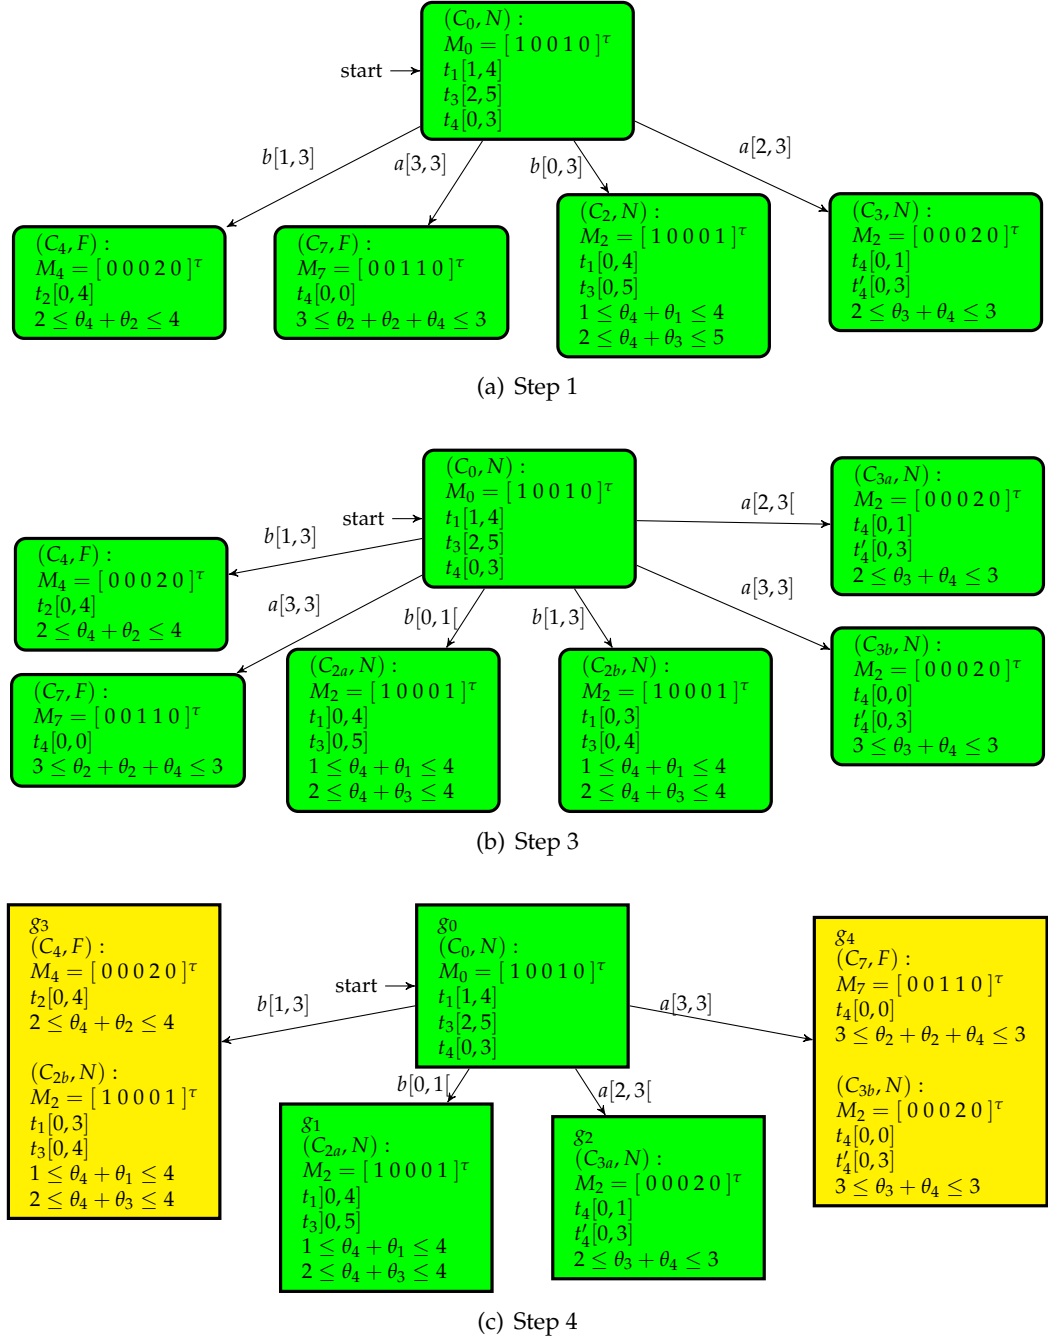 (C₀, N) :
M₀ = [ 1 0 0 1 0 ]^τ
start
t₁[1, 4]
t₃[2, 5]
t₄[0, 3]
b[1, 3]
a[3, 3]
b[0, 3]
a[2, 3]
(C₄, F) :
M₄ = [ 0 0 0 2 0 ]^τ
t₂[0, 4]
2 ≤ θ₄ + θ₂ ≤ 4
(C₇, F) :
M₇ = [ 0 0 1 1 0 ]^τ
t₄[0, 0]
3 ≤ θ₂ + θ₂ + θ₄ ≤ 3
(C₂, N) :
M₂ = [ 1 0 0 0 1 ]^τ
t₁[0, 4]
t₃[0, 5]
1 ≤ θ₄ + θ₁ ≤ 4
2 ≤ θ₄ + θ₃ ≤ 5
(C₃, N) :
M₂ = [ 0 0 0 2 0 ]^τ
t₄[0, 1]
t′₄[0, 3]
2 ≤ θ₃ + θ₄ ≤ 3
(a) Step 1
(C₀, N) :
M₀ = [ 1 0 0 1 0 ]^τ
start
t₁[1, 4]
t₃[2, 5]
t₄[0, 3]
b[1, 3]
a[3, 3]
b[0, 1[
b[1, 3]
a[2, 3[
a[3, 3]
(C₃ₐ, N) :
M₂ = [ 0 0 0 2 0 ]^τ
t₄[0, 1]
t′₄[0, 3]
2 ≤ θ₃ + θ₄ ≤ 3
(C₄, F) :
M₄ = [ 0 0 0 2 0 ]^τ
t₂[0, 4]
2 ≤ θ₄ + θ₂ ≤ 4
(C₇, F) :
M₇ = [ 0 0 1 1 0 ]^τ
t₄[0, 0]
3 ≤ θ₂ + θ₂ + θ₄ ≤ 3
(C₂ₐ, N) :
M₂ = [ 1 0 0 0 1 ]^τ
t₁]0, 4]
t₃]0, 5]
1 ≤ θ₄ + θ₁ ≤ 4
2 ≤ θ₄ + θ₃ ≤ 4
(C_2b, N) :
M₂ = [ 1 0 0 0 1 ]^τ
t₁[0, 3]
t₃[0, 4]
1 ≤ θ₄ + θ₁ ≤ 4
2 ≤ θ₄ + θ₃ ≤ 4
(C_3b, N) :
M₂ = [ 0 0 0 2 0 ]^τ
t₄[0, 0]
t′₄[0, 3]
3 ≤ θ₃ + θ₄ ≤ 3
(b) Step 3
g₃
(C₄, F) :
M₄ = [ 0 0 0 2 0 ]^τ
t₂[0, 4]
2 ≤ θ₄ + θ₂ ≤ 4
(C_2b, N) :
M₂ = [ 1 0 0 0 1 ]^τ
t₁[0, 3]
t₃[0, 4]
1 ≤ θ₄ + θ₁ ≤ 4
2 ≤ θ₄ + θ₃ ≤ 4
g₀
(C₀, N) :
M₀ = [ 1 0 0 1 0 ]^τ
start
t₁[1, 4]
t₃[2, 5]
t₄[0, 3]
b[1, 3]
a[3, 3]
b[0, 1[
a[2, 3[
g₁
(C₂ₐ, N) :
M₂ = [ 1 0 0 0 1 ]^τ
t₁]0, 4]
t₃]0, 5]
1 ≤ θ₄ + θ₁ ≤ 4
2 ≤ θ₄ + θ₃ ≤ 4
g₂
(C₃ₐ, N) :
M₂ = [ 0 0 0 2 0 ]^τ
t₄[0, 1]
t′₄[0, 3]
2 ≤ θ₃ + θ₄ ≤ 3
g₄
(C₇, F) :
M₇ = [ 0 0 1 1 0 ]^τ
t₄[0, 0]
3 ≤ θ₂ + θ₂ + θ₄ ≤ 3
(C_3b, N) :
M₂ = [ 0 0 0 2 0 ]^τ
t₄[0, 0]
t′₄[0, 3]
3 ≤ θ₃ + θ₄ ≤ 3
(c) Step 4